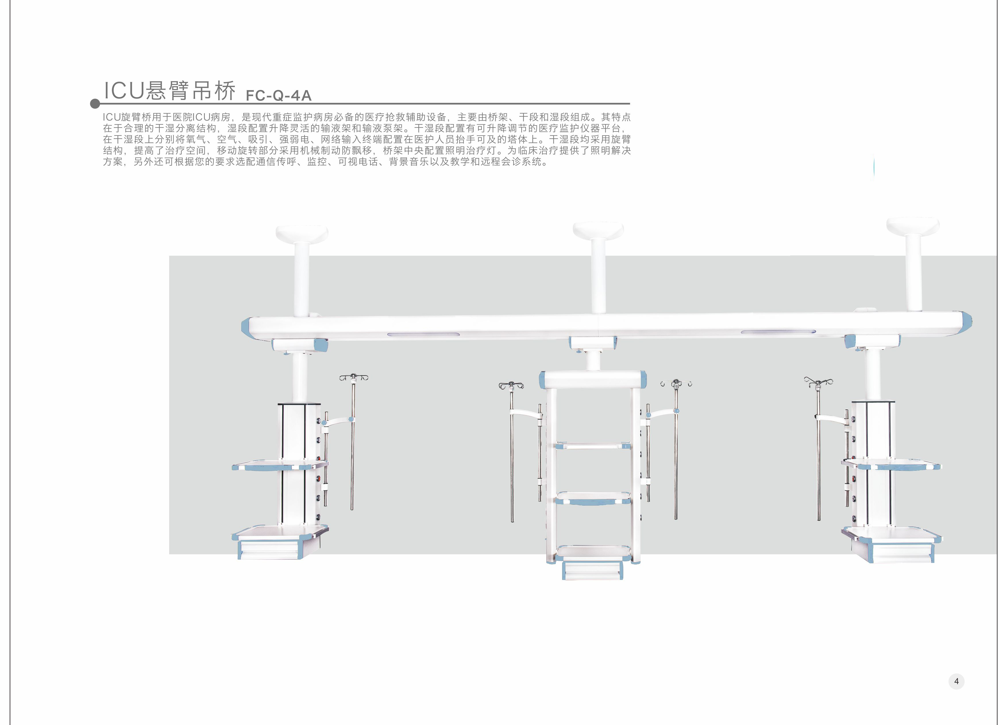 ICU悬臂吊桥 FC-Q-4A
ICU旋臂桥用于医院ICU病房，是现代重症监护病房必备的医疗抢救辅助设备，主要由桥架、干段和湿段组成。其特点
在于合理的干湿分离结构，湿段配置升降灵活的输液架和输液泵架。干湿段配置有可升降调节的医疗监护仪器平台，
在干湿段上分别将氧气、空气、吸引、强弱电、网络输入终端配置在医护人员抬手可及的塔体上。干湿段均采用旋臂
结构，提高了治疗空间，移动旋转部分采用机械制动防飘移，桥架中央配置照明治疗灯。为临床治疗提供了照明解决
方案，另外还可根据您的要求选配通信传呼、监控、可视电话、背景音乐以及教学和远程会诊系统。
4